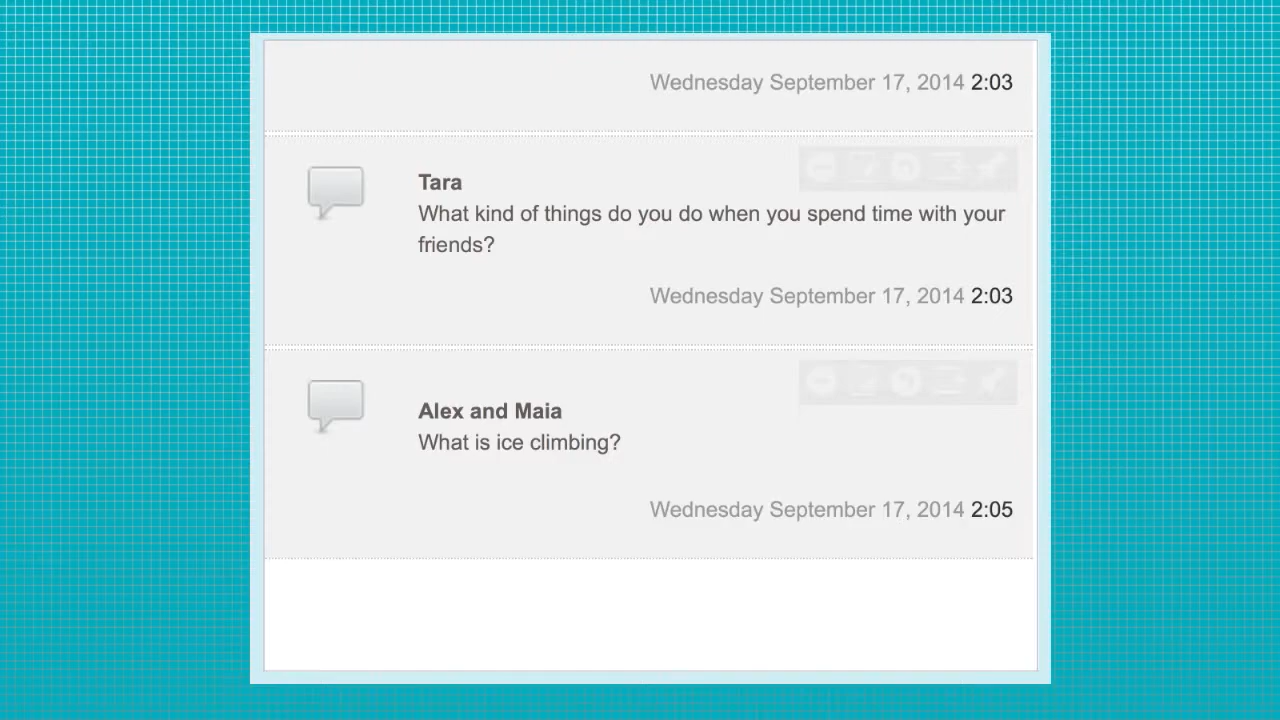 Wednesday September 17, 2014 2:03
Tara
What kind of things do you do when you spend time with your
friends?
Wednesday September 17, 2014 2:03
Alex and Maia
What is ice climbing?
Wednesday September 17, 2014 2:05